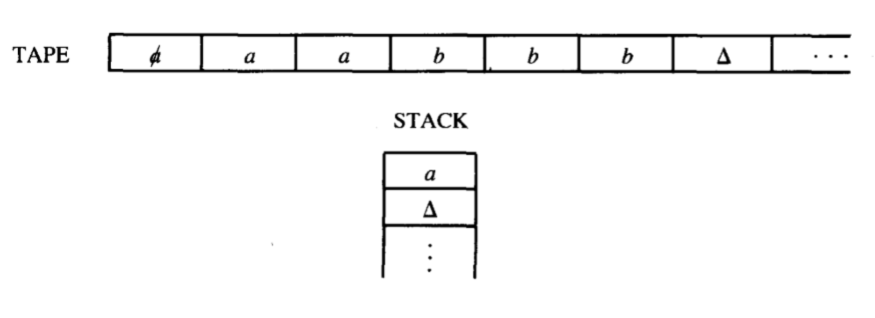 TAPE a̸ a a b b b Δ ...
STACK
a
Δ
⋮